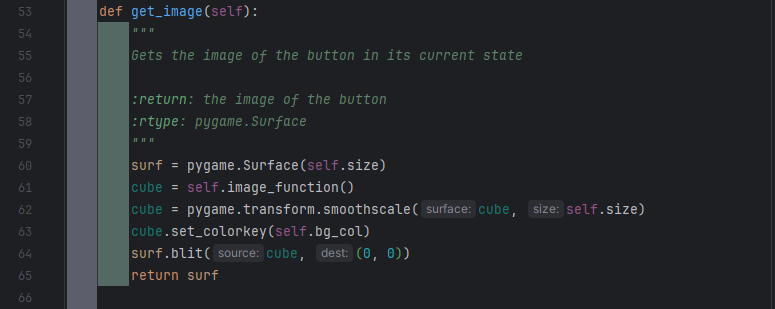 53 def get_image(self):
54 """
55 Gets the image of the button in its current state
56
57 :return: the image of the button
58 :rtype: pygame.Surface
59 """
60 surf = pygame.Surface(self.size)
61 cube = self.image_function()
62 cube = pygame.transform.smoothscale(surface: cube, size: self.size)
63 cube.set_colorkey(self.bg_col)
64 surf.blit(source: cube, dest: (0, 0))
65 return surf
66